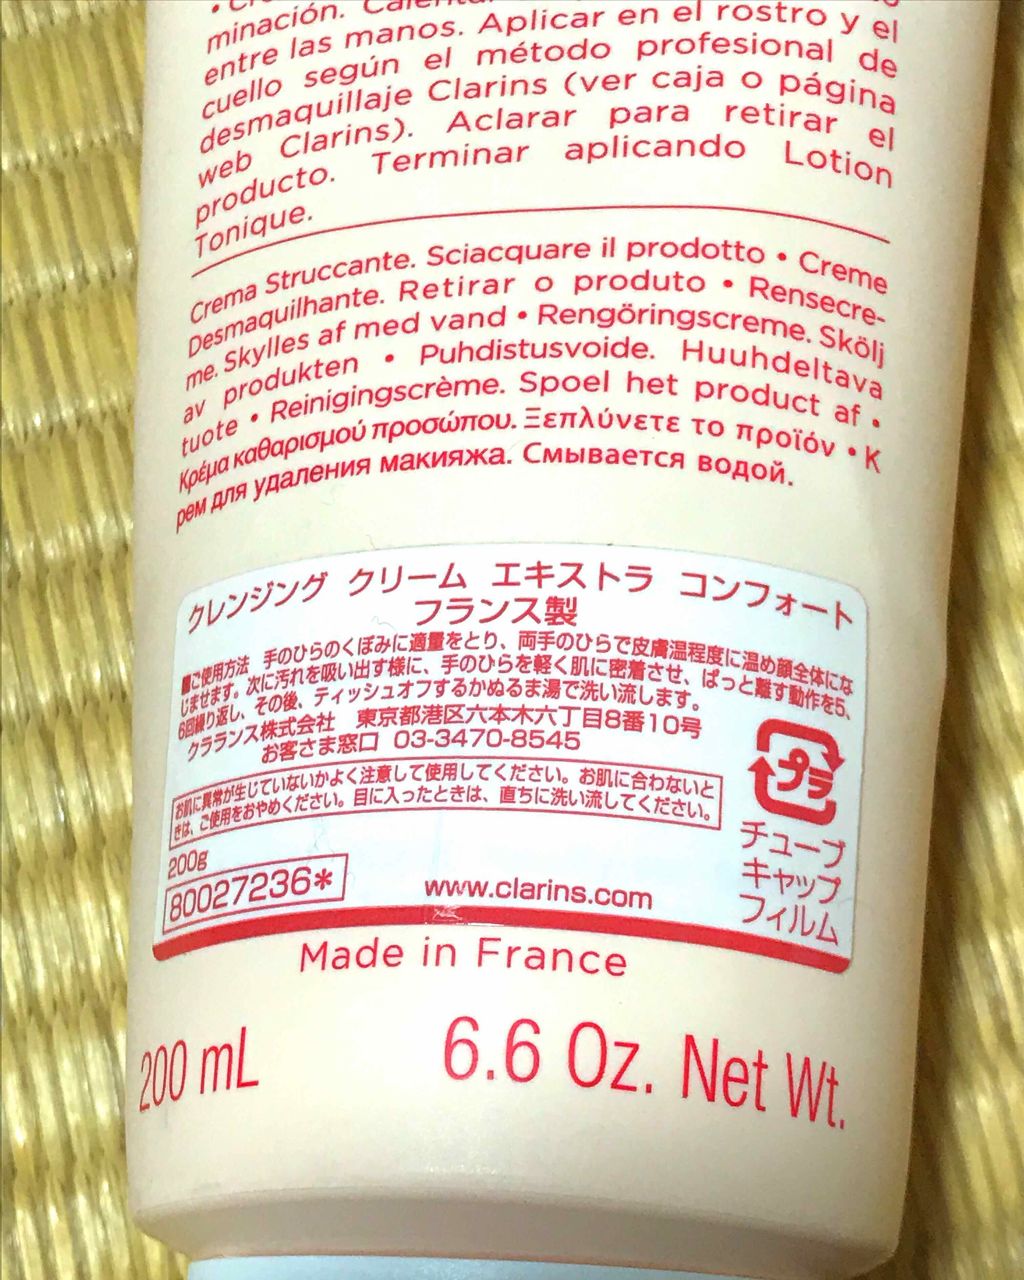 minación.
entre las manos. Aplicar en el rostro y el
cuello según el método profesional de
desmaquillaje Clarins (ver caja o página
web Clarins). Aclarar para retirar el
producto. Terminar aplicando Lotion
Tonique.
Crema Struccante. Sciacquare il prodotto • Creme
Desmaquilhante. Retirar o produto • Rensecre-
me. Skylles af med vand • Rengöringscreme. Skölj
av produkten • Puhdistusvoide. Huuhdeltava
tuote • Reinigingscrème. Spoel het product af •
Κρέμα καθαρισμού προσώπου. Ξεπλύνετε το προϊόν • К
рем для удаления макияжа. Смывается водой.
クレンジング クリーム エキストラ コンフォート
フランス製
■ご使用方法 手のひらのくぼみに適量をとり、両手のひらで皮膚温程度に温め顔全体にな
じませます。次に汚れを吸い出す様に、手のひらを軽く肌に密着させ、ぱっと離す動作を5、
6回繰り返し、その後、ティッシュオフするかぬるま湯で洗い流します。
クラランス株式会社 東京都港区六本木六丁目8番10号
お客さま窓口 03-3470-8545
お肌に異常が生じていないかよく注意して使用してください。お肌に合わないと
きは、ご使用をおやめください。目に入ったときは、直ちに洗い流してください。
200g
80027236*
www.clarins.com
プラ
チューブ
キャップ
フィルム
Made in France
200 mL 6.6 Oz. Net Wt.